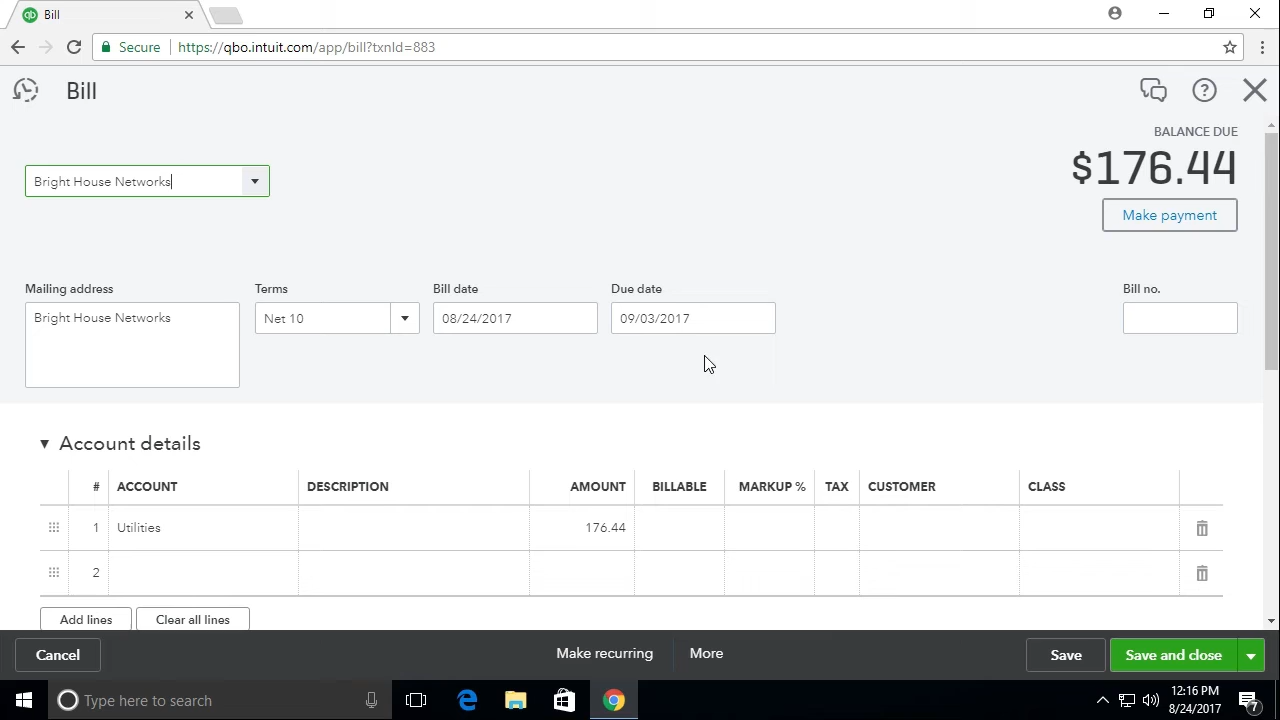 qb Bill
Secure https://qbo.intuit.com/app/bill?txnId=883
Bill
BALANCE DUE
$176.44
Bright House Networks
Make payment
Mailing address Terms Bill date Due date Bill no.
Bright House Networks Net 10 08/24/2017 09/03/2017
Account details
# ACCOUNT DESCRIPTION AMOUNT BILLABLE MARKUP % TAX CUSTOMER CLASS
1 Utilities 176.44
2
Add lines Clear all lines
Cancel Make recurring More Save Save and close
Type here to search 12:16 PM
8/24/2017 7